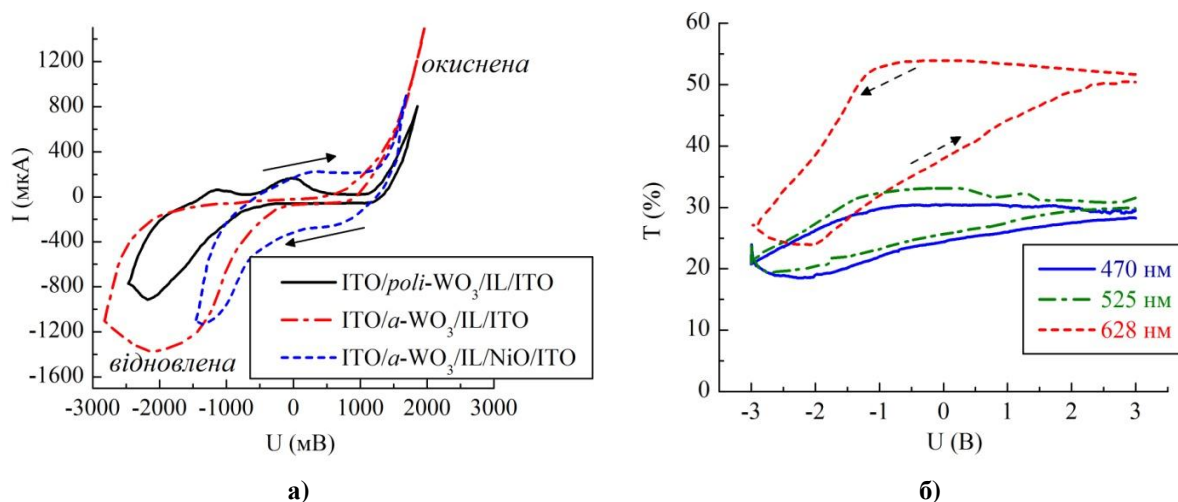 1200
800
400
0
-400
-800
-1200
-1600
I (мкА)
окиснена
відновлена
ITO/poli-WO3/IL/ITO
ITO/a-WO3/IL/ITO
ITO/a-WO3/IL/NiO/ITO
-3000 -2000 -1000 0 1000 2000 3000
U (мВ)
а)
60
50
40
30
20
10
0
T (%)
470 нм
525 нм
628 нм
-3 -2 -1 0 1 2 3
U (В)
б)